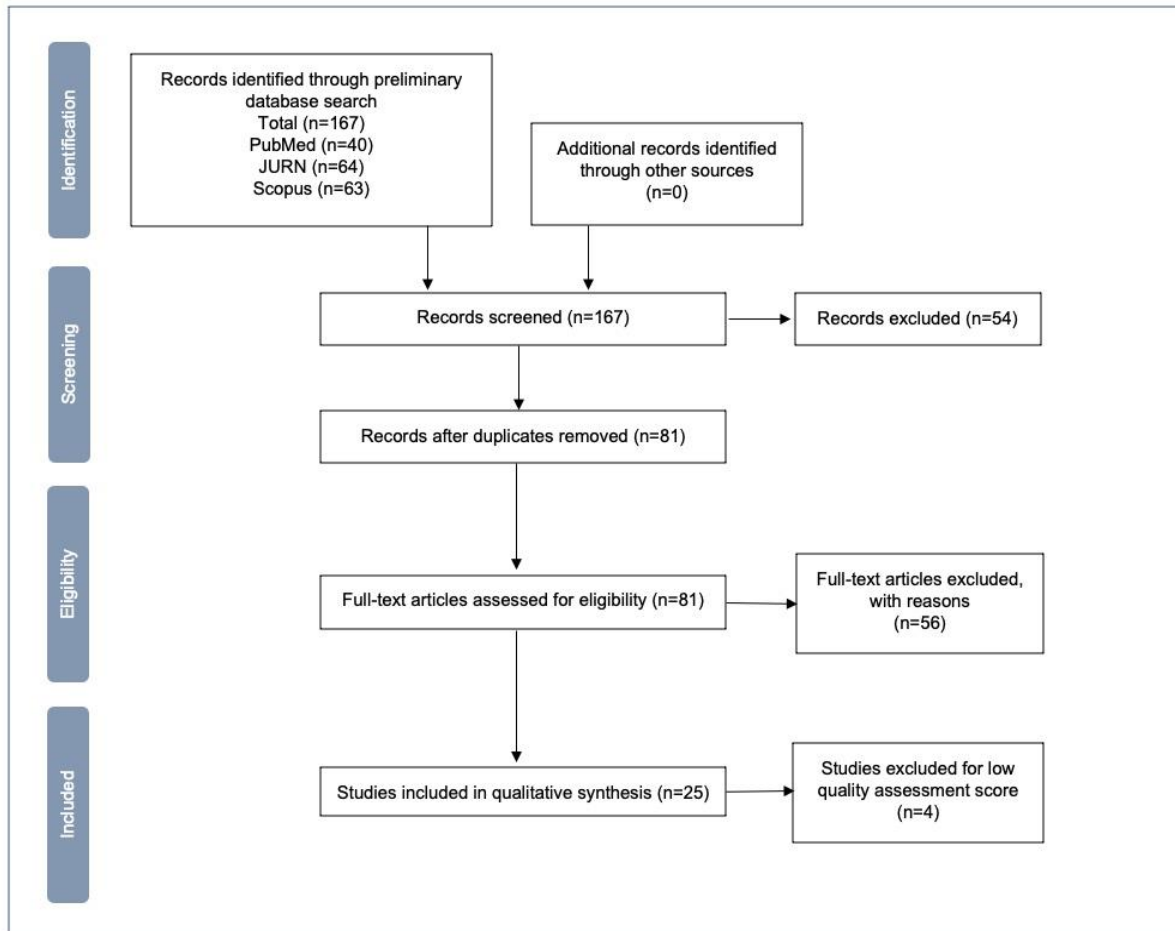 Identification
Records identified through preliminary
database search
Total (n=167)
PubMed (n=40)
JURN (n=64)
Scopus (n=63)
Additional records identified
through other sources
(n=0)
Screening
Records screened (n=167)
Records excluded (n=54)
Records after duplicates removed (n=81)
Eligibility
Full-text articles assessed for eligibility (n=81)
Full-text articles excluded,
with reasons
(n=56)
Included
Studies included in qualitative synthesis (n=25)
Studies excluded for low
quality assessment score
(n=4)